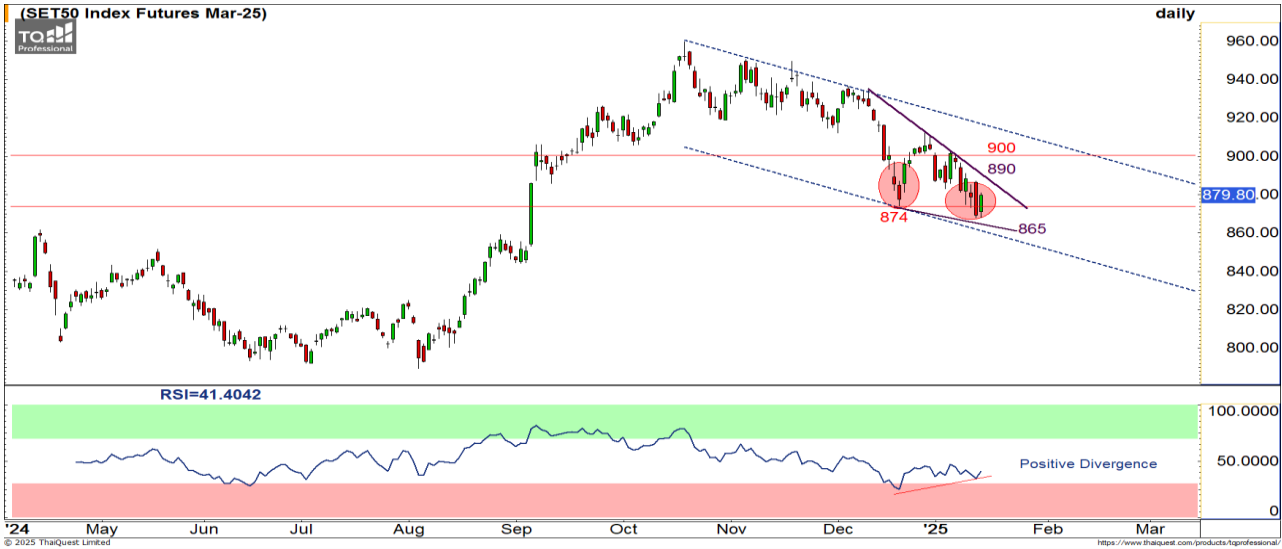 (SET50 Index Futures Mar-25)
daily
TQ
Professional
960.00
940.00
920.00
900.00
879.80
860.00
840.00
820.00
800.00
900
890
874
865
RSI=41.4042
100.0000
50.0000
0
Positive Divergence
'24 May Jun Jul Aug Sep Oct Nov Dec '25 Feb Mar
© 2025 ThaiQuest Limited
https://www.thaiquest.com/products/tqprofessional/